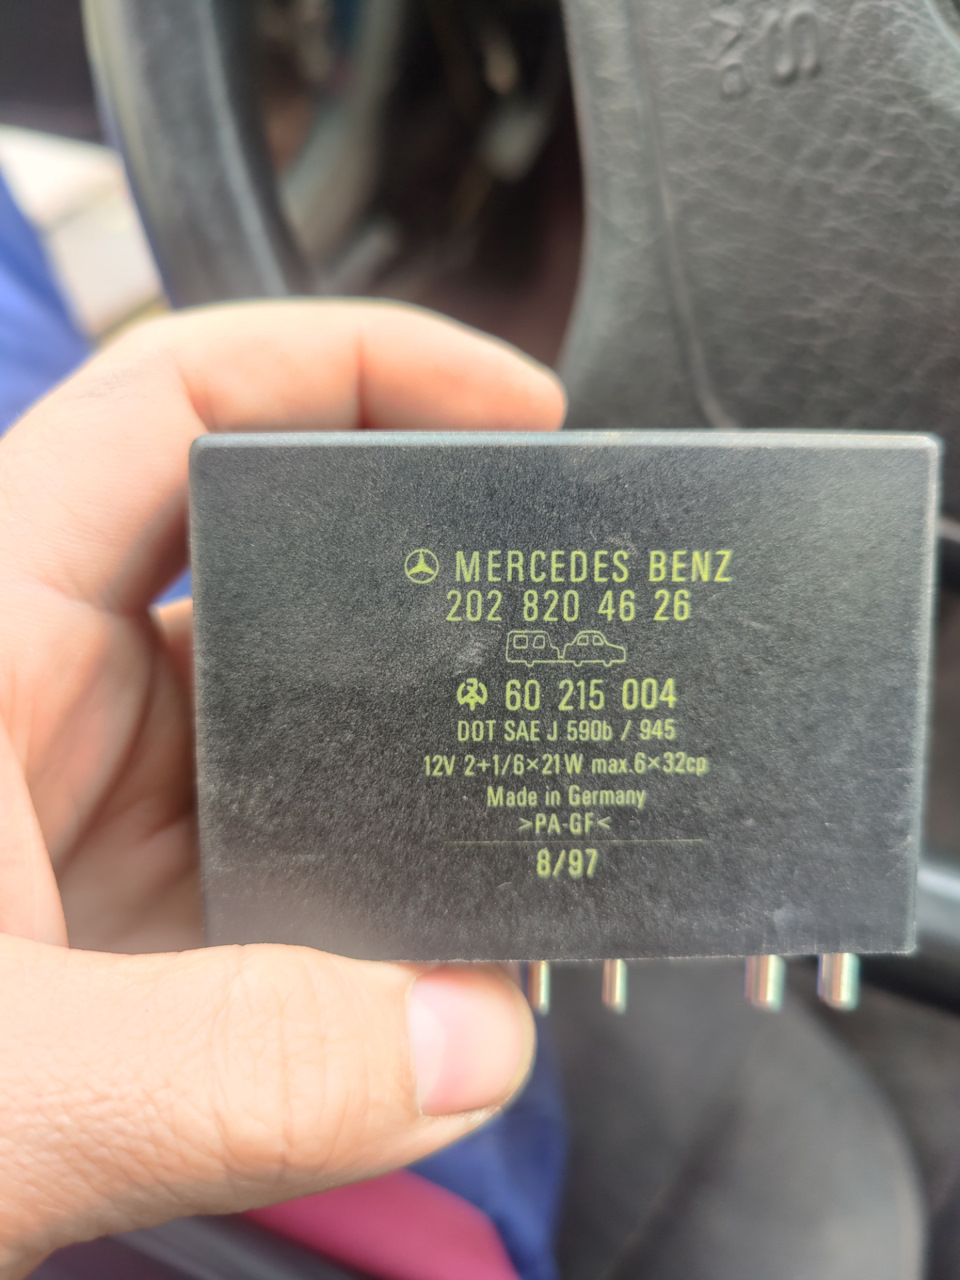 MERCEDES BENZ
202 820 46 26
60 215 004
DOT SAE J 590b / 945
12V 2+1/6×21W max.6×32cp
Made in Germany
>PA-GF<
8/97